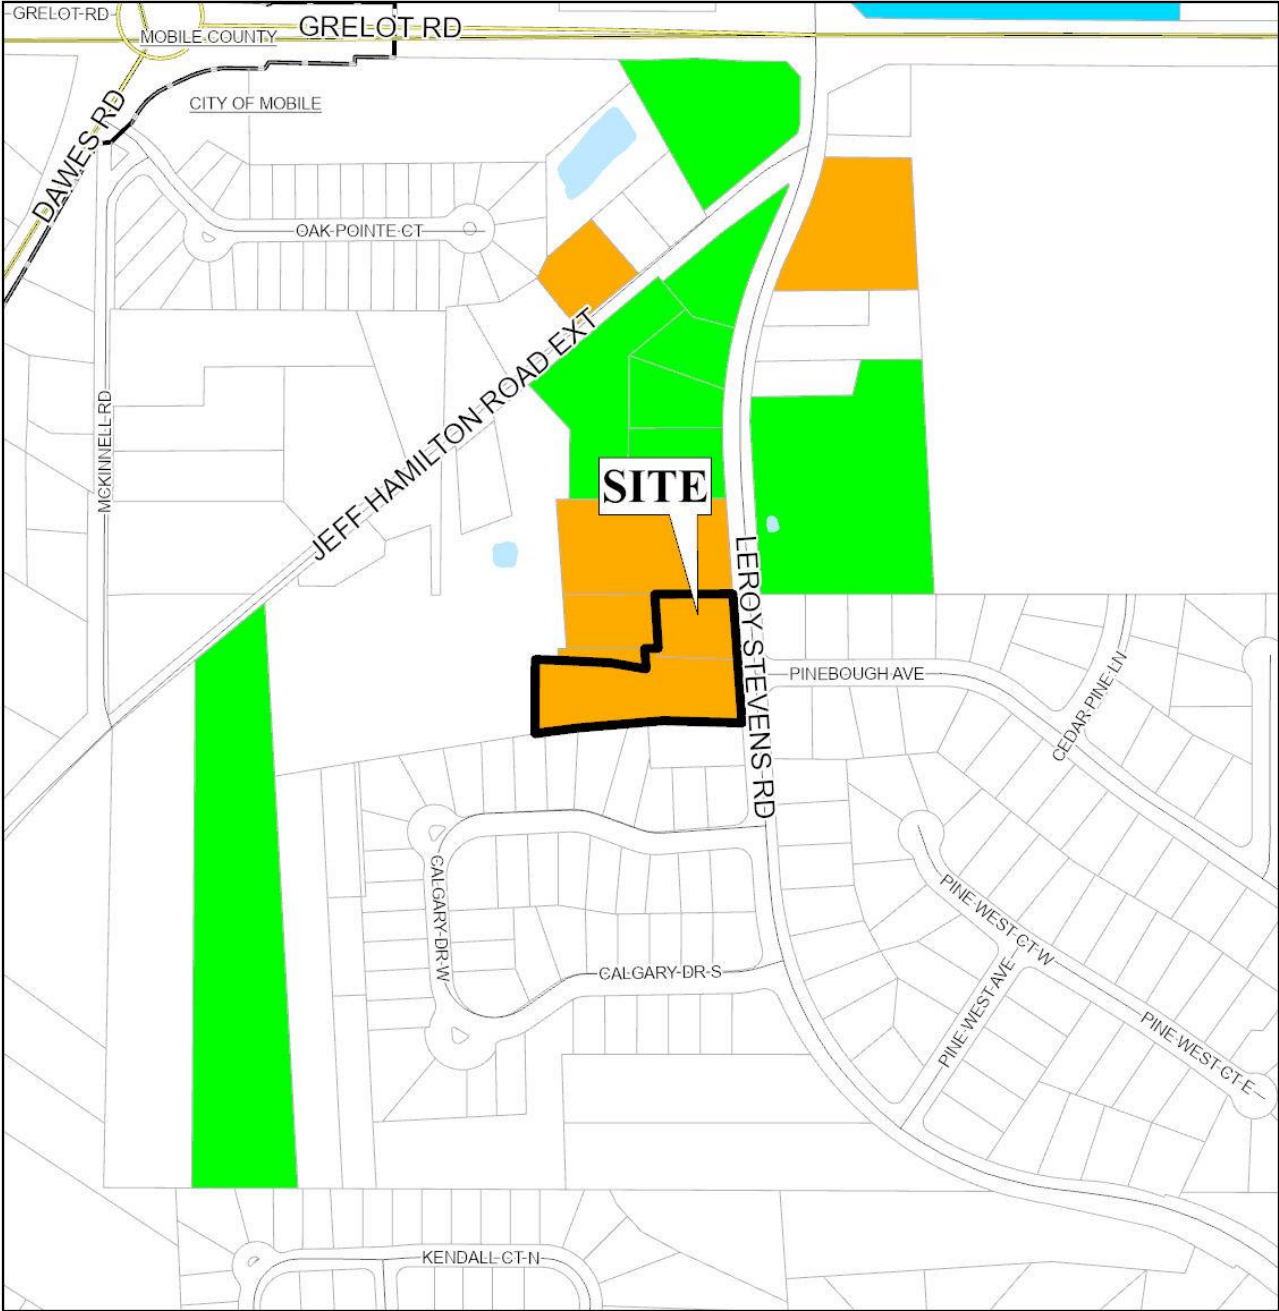 GRELOT RD
MOBILE COUNTY
GRELOT RD
CITY OF MOBILE
DAWES RD
OAK POINTE CT
MCKINNELL RD
JEFF HAMILTON ROAD EXT
SITE
LEROY STEVENS RD
PINEBOUGH AVE
CEDAR PINE LN
CALGARY DR W
CALGARY DR S
PINE WEST CT W
PINE WEST AVE
PINE WEST CT E
KENDALL CT N